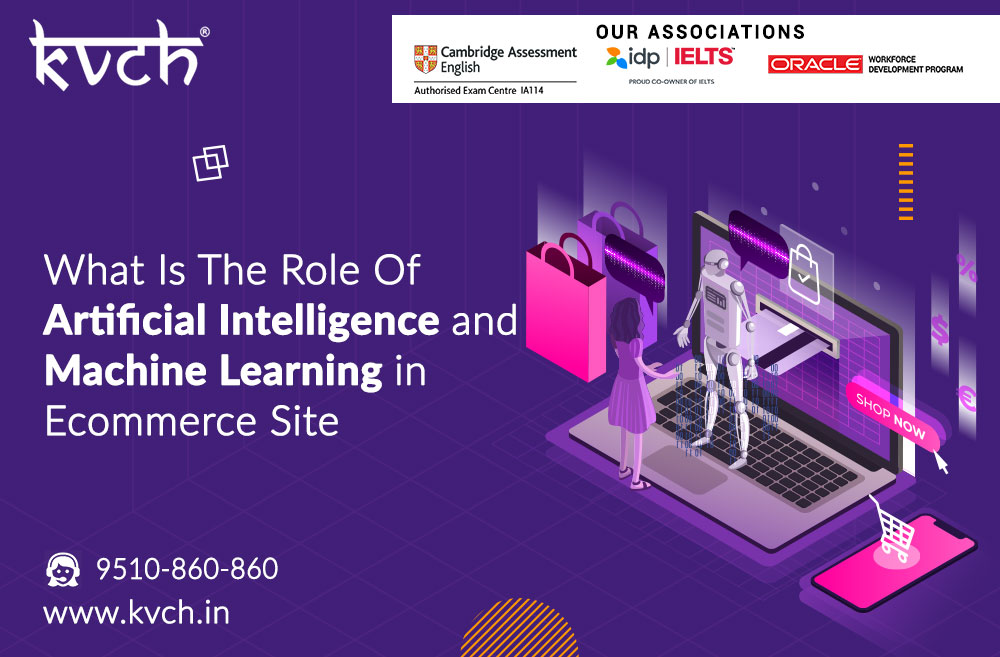 kvch®
OUR ASSOCIATIONS
Cambridge Assessment
English
Authorised Exam Centre IA114
idp | IELTS™
PROUD CO-OWNER OF IELTS
ORACLE
WORKFORCE
DEVELOPMENT PROGRAM
What Is The Role Of
Artificial Intelligence and
Machine Learning in
Ecommerce Site
%
$
€
SHOP NOW
9510-860-860
www.kvch.in